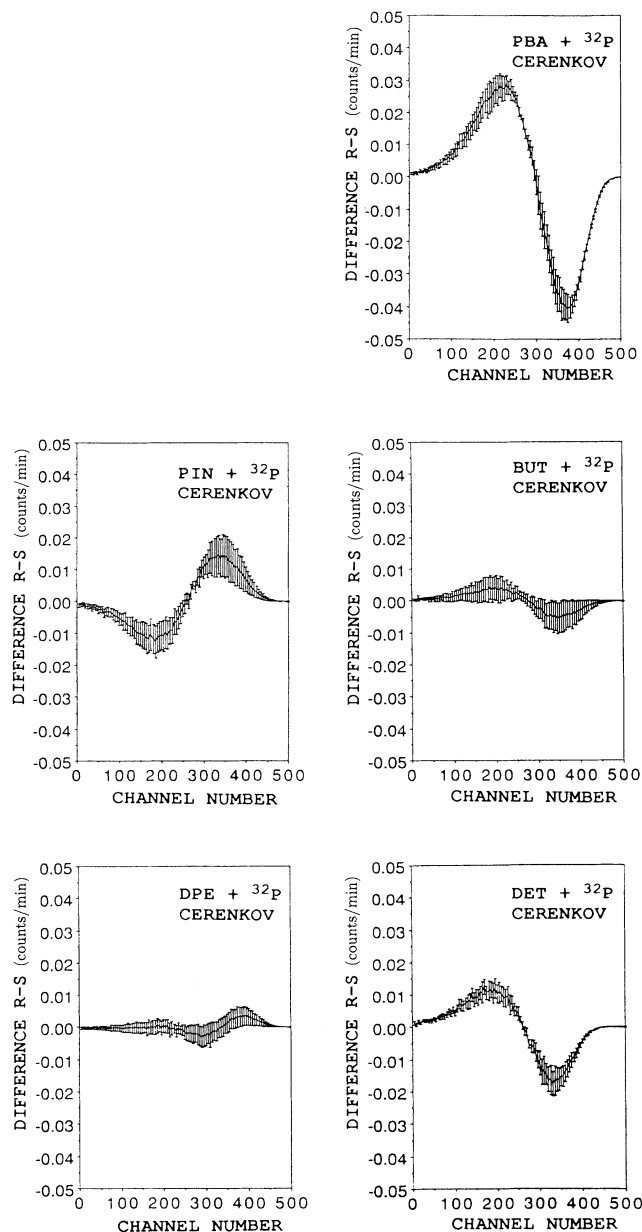 PBA + ³²P
CERENKOV
DIFFERENCE R-S (counts/min)
0.05
0.04
0.03
0.02
0.01
0.00
-0.01
-0.02
-0.03
-0.04
-0.05
0 100 200 300 400 500
CHANNEL NUMBER
PIN + ³²P
CERENKOV
DIFFERENCE R-S (counts/min)
0.05
0.04
0.03
0.02
0.01
0.00
-0.01
-0.02
-0.03
-0.04
-0.05
0 100 200 300 400 500
CHANNEL NUMBER
BUT + ³²P
CERENKOV
DIFFERENCE R-S (counts/min)
0.05
0.04
0.03
0.02
0.01
0.00
-0.01
-0.02
-0.03
-0.04
-0.05
0 100 200 300 400 500
CHANNEL NUMBER
DPE + ³²P
CERENKOV
DIFFERENCE R-S (counts/min)
0.05
0.04
0.03
0.02
0.01
0.00
-0.01
-0.02
-0.03
-0.04
-0.05
0 100 200 300 400 500
CHANNEL NUMBER
DET + ³²P
CERENKOV
DIFFERENCE R-S (counts/min)
0.05
0.04
0.03
0.02
0.01
0.00
-0.01
-0.02
-0.03
-0.04
-0.05
0 100 200 300 400 500
CHANNEL NUMBER